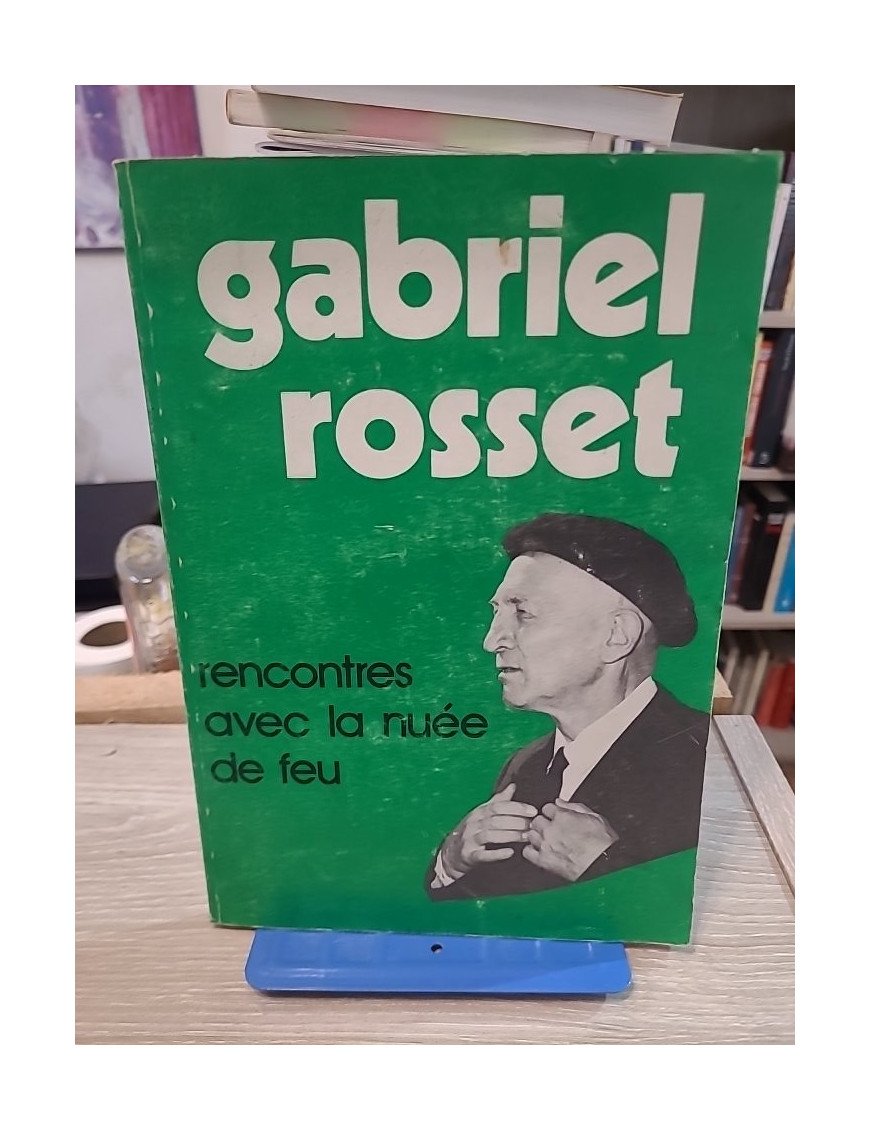 gabriel
rosset
rencontres
avec la nuée
de feu